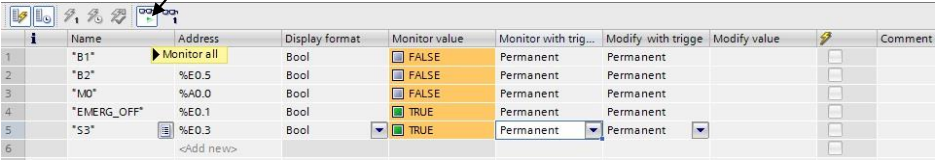 i Name Address Display format Monitor value Monitor with trig... Modify with trigge Modify value Comment
1 "B1" Monitor all Bool FALSE Permanent Permanent
2 "B2" %E0.5 Bool FALSE Permanent Permanent
3 "M0" %A0.0 Bool FALSE Permanent Permanent
4 "EMERG_OFF" %E0.1 Bool TRUE Permanent Permanent
5 "S3" %E0.3 Bool TRUE Permanent Permanent
6 <Add new>